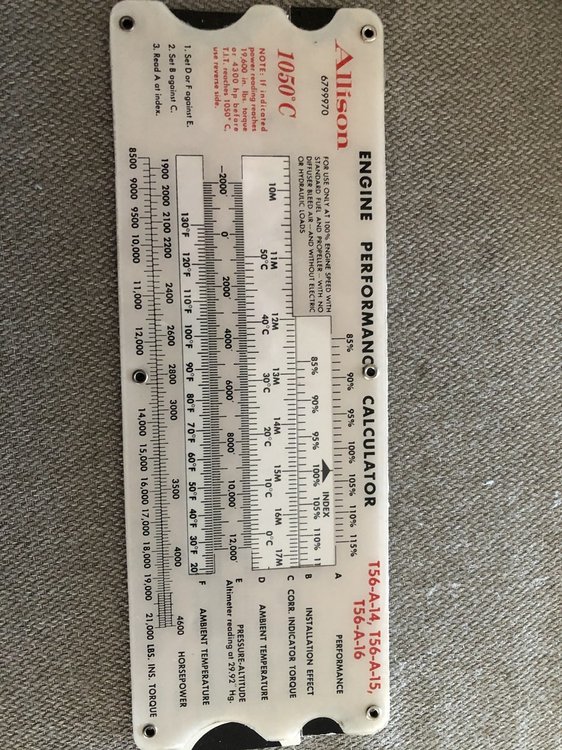 Allison
6799970
ENGINE PERFORMANC CALCULATOR
T56-A-14, T56-A-15,
T56-A-16
1050°C
NOTE: If indicated
power reading reaches
19,600 in. lbs. torque
or 4300 hp before
T.I.T. reaches 1050° C,
use reverse side.
1. Set D or F against E.
2. Set B against C.
3. Read A at index.
FOR USE ONLY AT 100% ENGINE SPEED WITH
STANDARD FUEL AND PROPELLER—WITH NO
DIFFUSER BLEED AIR—AND WITHOUT ELECTRIC
OR HYDRAULIC LOADS
85% 90% 95% 100% 105% 110% 115% A PERFORMANCE
INDEX
85% 90% 95% 100% 105% 110% 11 B INSTALLATION EFFECT
10M 11M 12M 13M 14M 15M 16M 17M C CORR. INDICATOR TORQUE
50°C 40°C 30°C 20°C 10°C 0°C D AMBIENT TEMPERATURE
—2000' 0' 2000' 4000' 6000' 8000' 10,000' 12,000' E PRESSURE-ALTITUDE
Altimeter reading at 29.92" Hg.
130°F 120°F 110°F 100°F 90°F 80°F 70°F 60°F 50°F 40°F 30°F 20 F AMBIENT TEMPERATURE
1900 2000 2100 2200 2400 2600 2800 3000 3500 4000 4600 HORSEPOWER
8500 9000 9500 10,000 11,000 12,000 14,000 15,000 16,000 17,000 18,000 19,000 21,000 LBS. INS. TORQUE